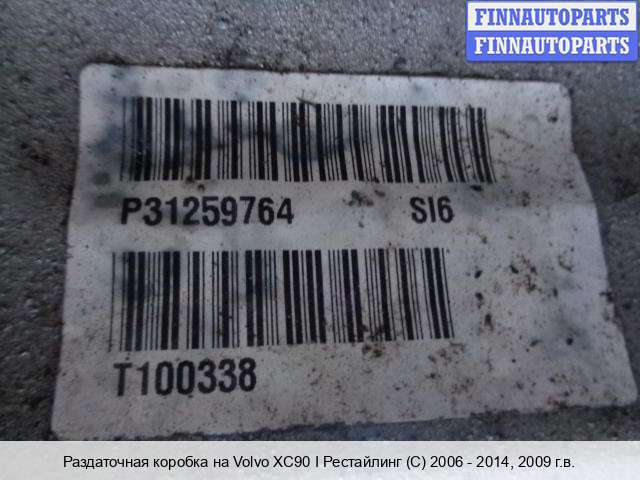 FINNAUTOPARTS
FINNAUTOPARTS
P31259764 SI6
T100338
Раздаточная коробка на Volvo XC90 I Рестайлинг (C) 2006 - 2014, 2009 г.в.